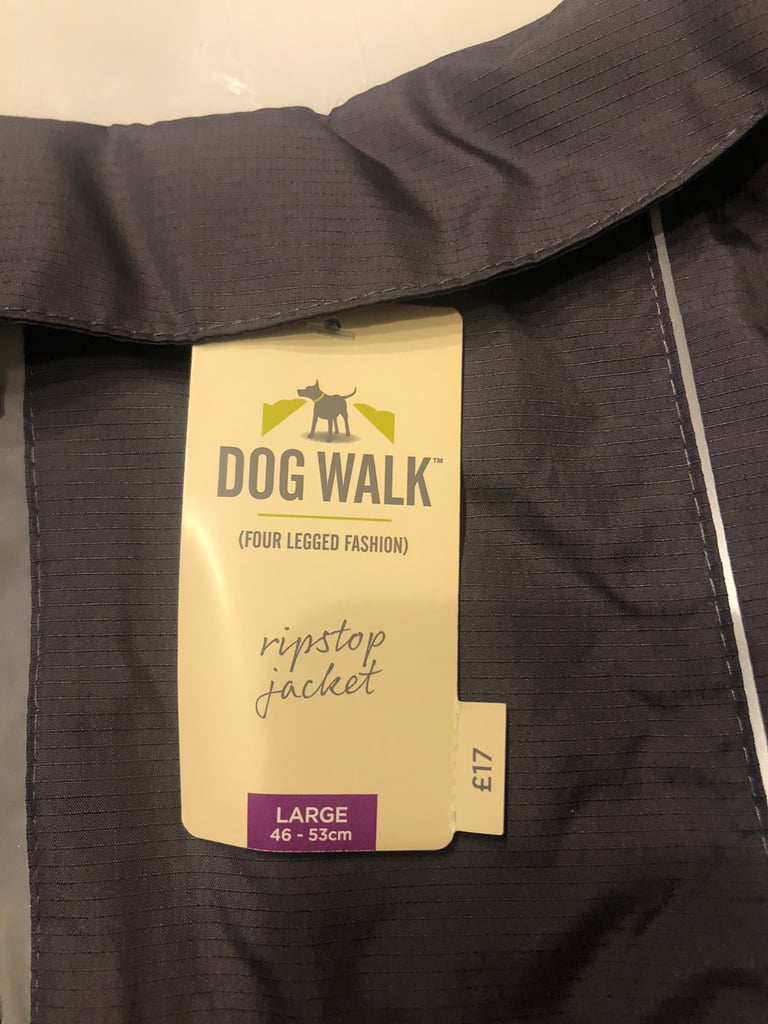 DOG WALK™
(FOUR LEGGED FASHION)
ripstop
jacket
£17
LARGE
46 - 53cm